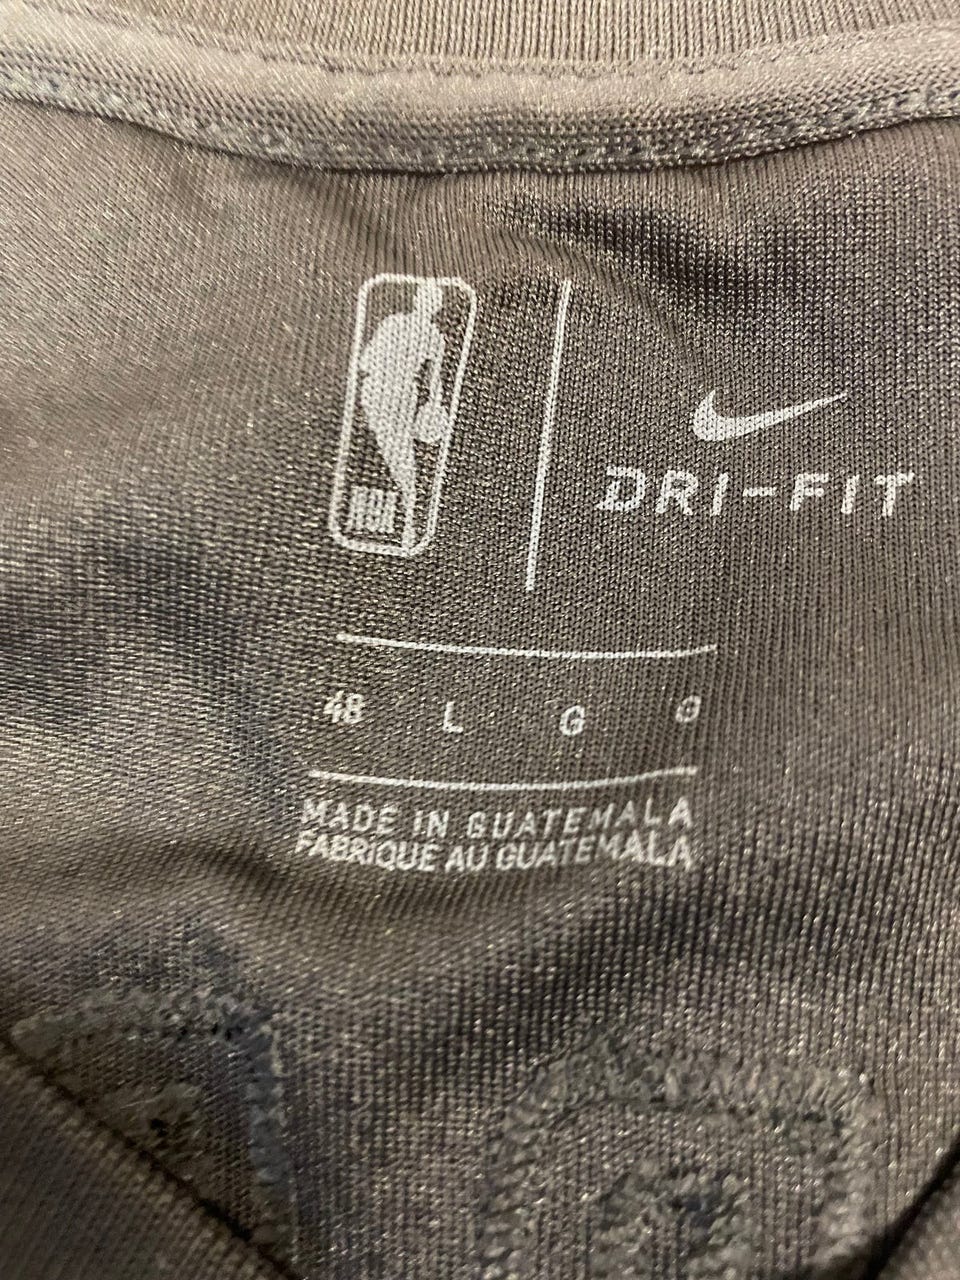 NBA
DRI-FIT
48 L G G
MADE IN GUATEMALA
FABRIQUE AU GUATEMALA